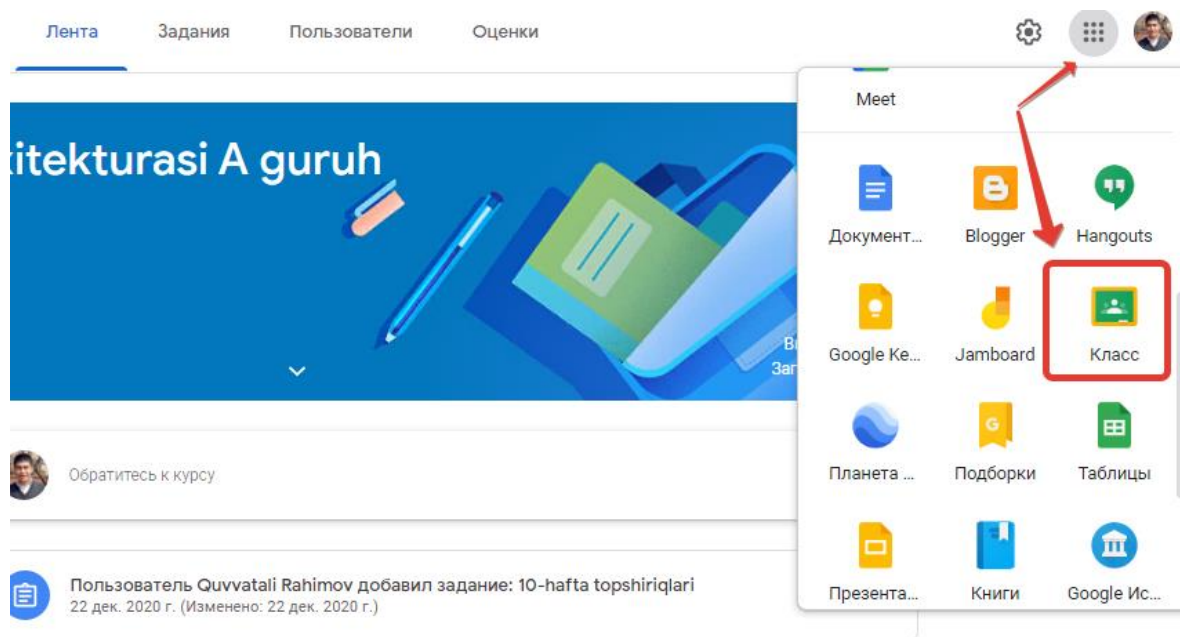 Лента Задания Пользователи Оценки
Meet
itekturasi A guruh
Документ... Blogger Hangouts
Google Ke... Jamboard Класс
Планета ... Подборки Таблицы
Обратитесь к курсу
Презента... Книги Google Ис...
Пользователь Quvvatali Rahimov добавил задание: 10-hafta topshiriqlari
22 дек. 2020 г. (Изменено: 22 дек. 2020 г.)